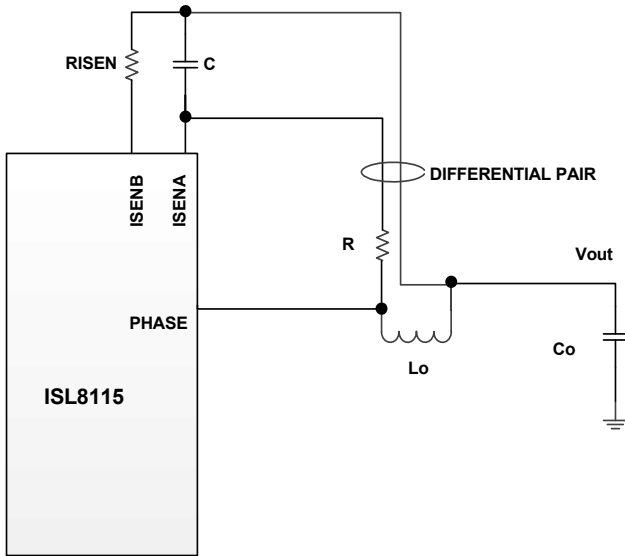 RISEN
C
ISENB
ISENA
DIFFERENTIAL PAIR
R
Vout
PHASE
Co
Lo
ISL8115